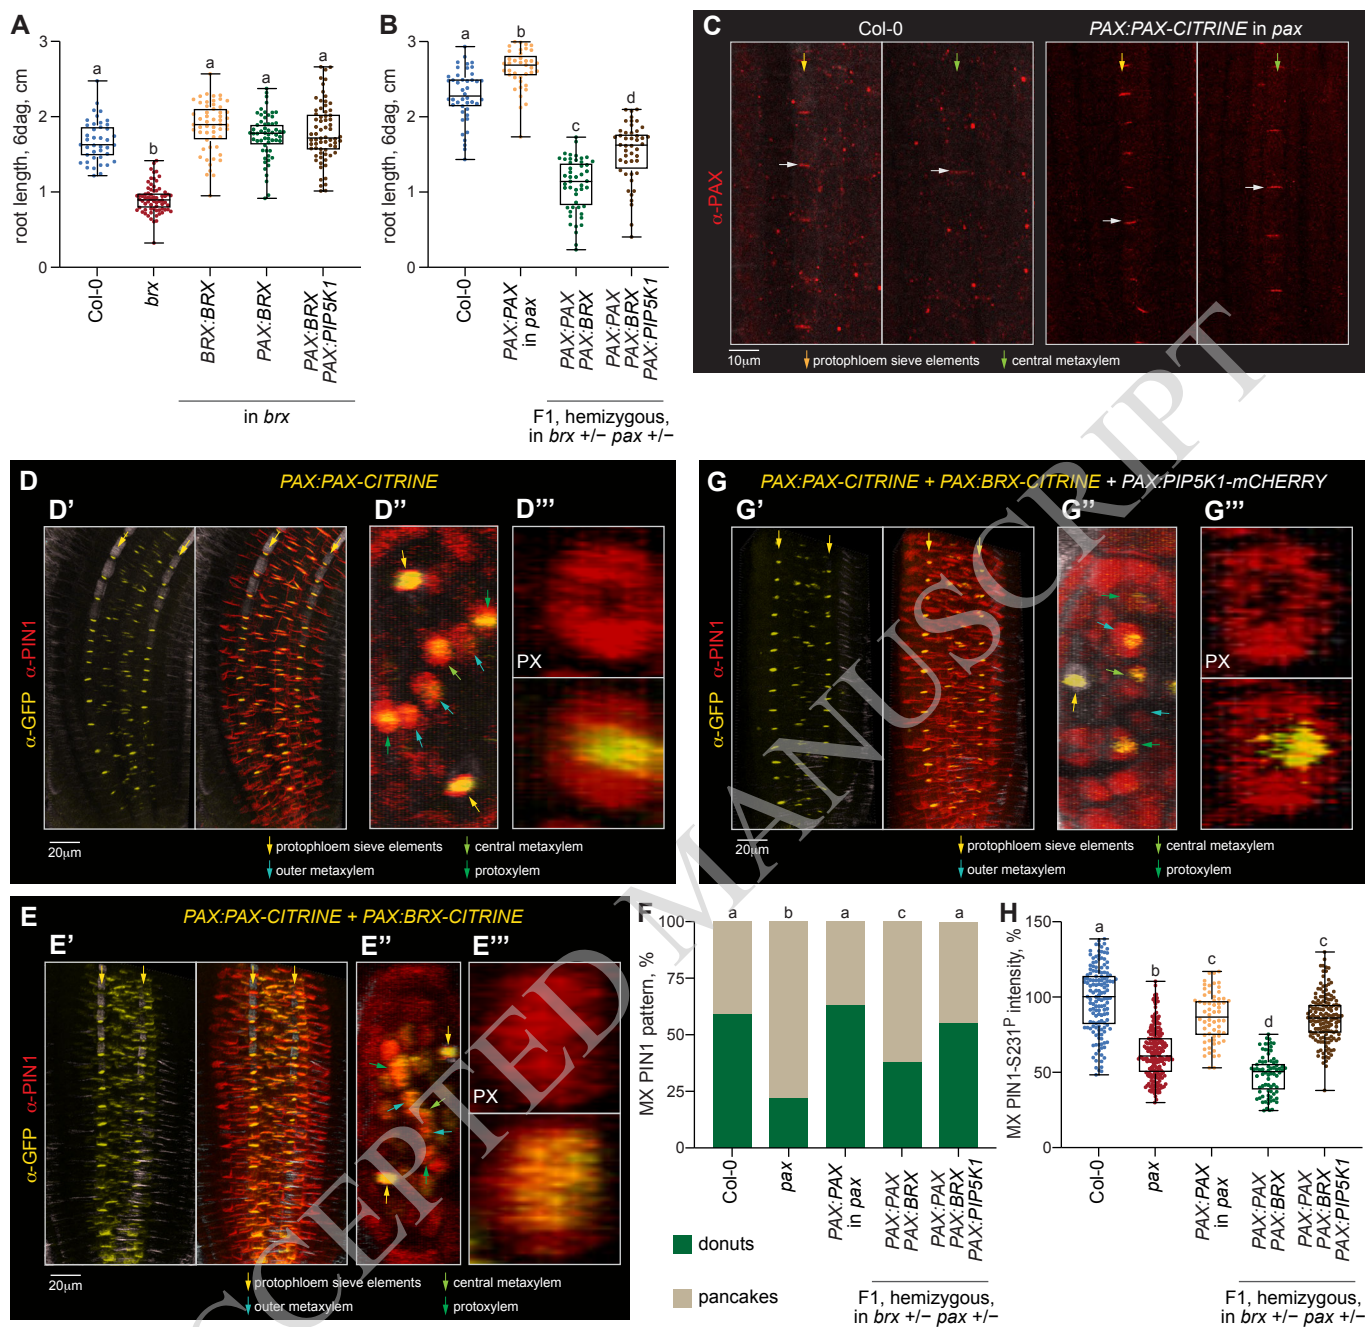 A
root length, 6dag, cm
3
2
1
0
a
b
a
a
a
Col-0
brx
BRX:BRX
PAX:BRX
PAX:BRX
PAX:PIP5K1
in brx
B
root length, 6dag, cm
3
2
1
0
a
b
c
d
Col-0
PAX:PAX
in pax
PAX:PAX
PAX:BRX
PAX:PAX
PAX:BRX
PAX:PIP5K1
F1, hemizygous,
in brx +/− pax +/−
C
Col-0
PAX:PAX-CITRINE in pax
α-PAX
10μm
protophloem sieve elements
central metaxylem
D
PAX:PAX-CITRINE
D'
D''
D'''
α-GFP α-PIN1
PX
20μm
protophloem sieve elements
central metaxylem
outer metaxylem
protoxylem
G
PAX:PAX-CITRINE + PAX:BRX-CITRINE + PAX:PIP5K1-mCHERRY
G'
G''
G'''
α-GFP α-PIN1
PX
20μm
protophloem sieve elements
central metaxylem
outer metaxylem
protoxylem
E
PAX:PAX-CITRINE + PAX:BRX-CITRINE
E'
E''
E'''
α-GFP α-PIN1
PX
20μm
protophloem sieve elements
central metaxylem
outer metaxylem
protoxylem
F
MX PIN1 pattern, %
100
75
50
25
0
a
b
a
c
a
Col-0
pax
PAX:PAX
in pax
PAX:PAX
PAX:BRX
PAX:PAX
PAX:BRX
PAX:PIP5K1
donuts
pancakes
F1, hemizygous,
in brx +/− pax +/−
H
MX PIN1-S231ᴾ intensity, %
150
100
50
0
a
b
c
d
c
Col-0
pax
PAX:PAX
in pax
PAX:PAX
PAX:BRX
PAX:PAX
PAX:BRX
PAX:PIP5K1
F1, hemizygous,
in brx +/− pax +/−
CCEPTED MANUSCRIPT